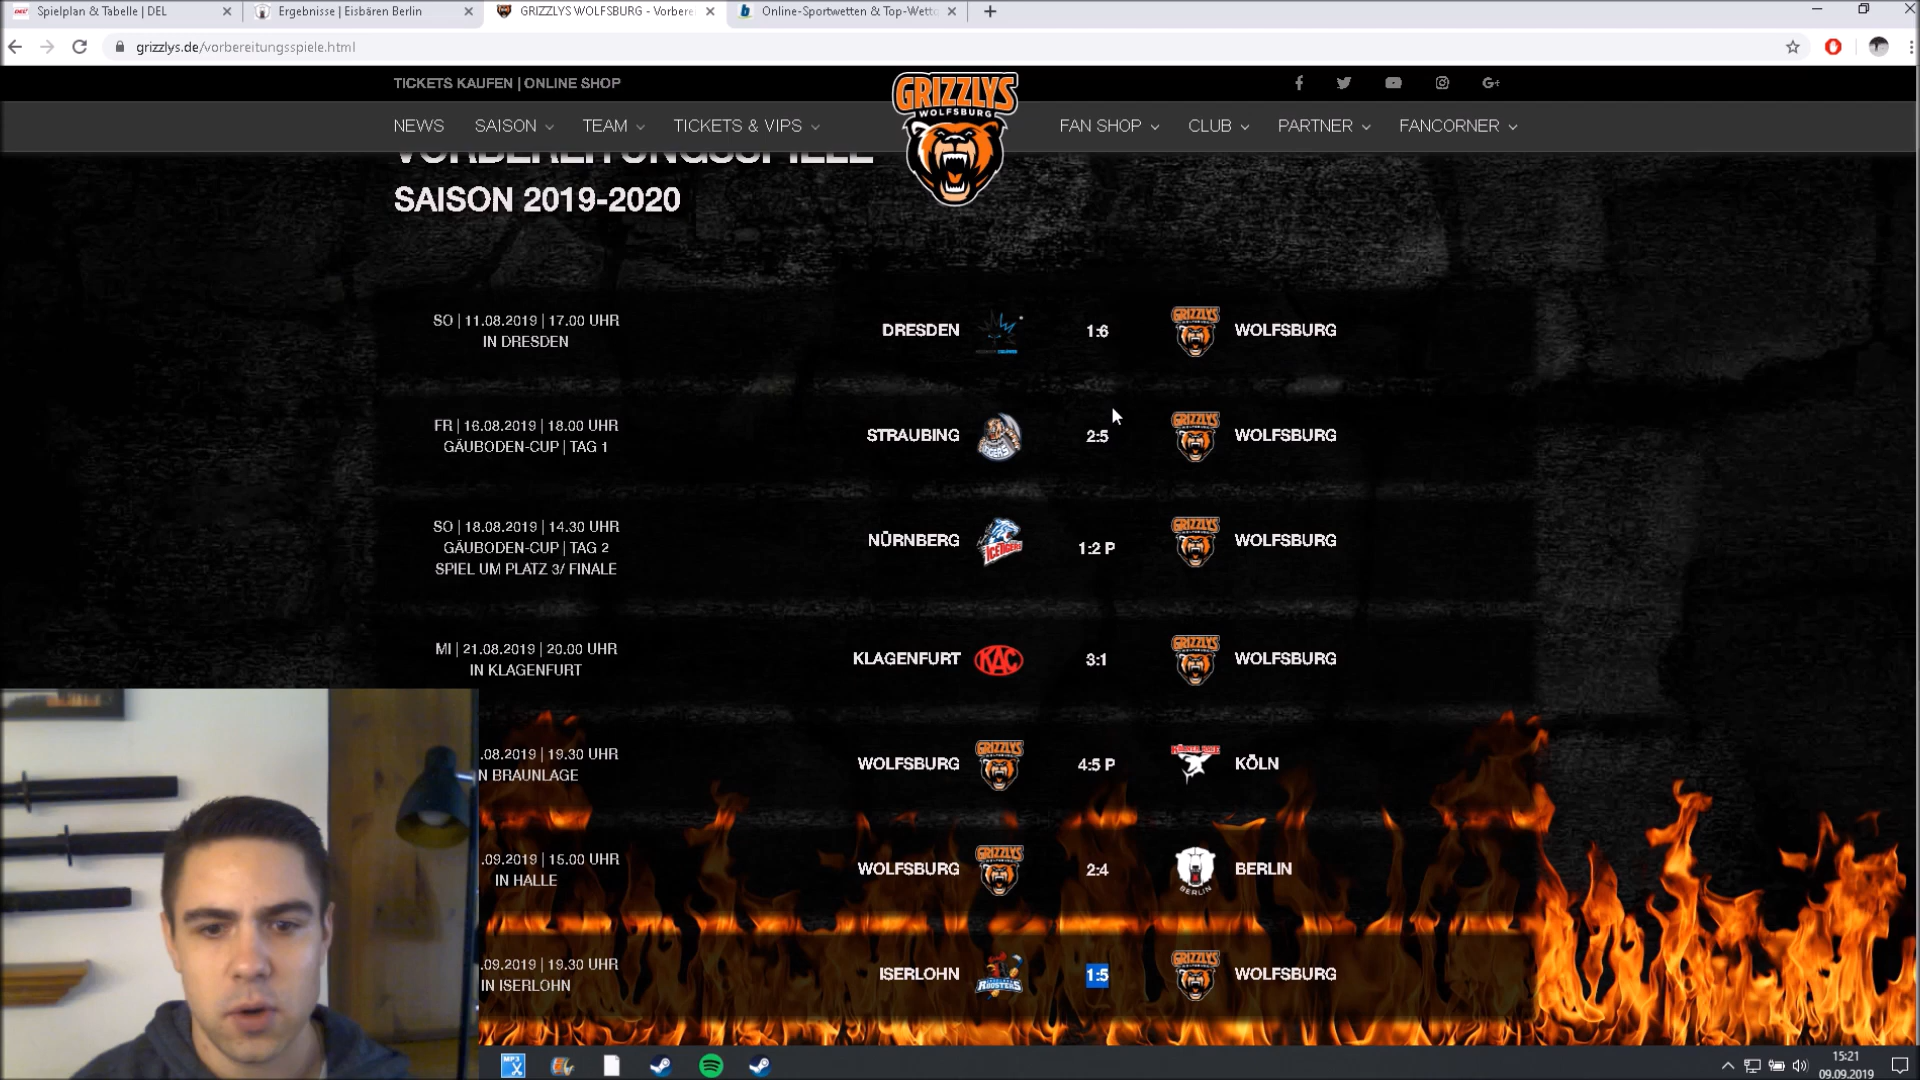 Spielplan & Tabelle | DEL
Ergebnisse | Eisbären Berlin
GRIZZLYS WOLFSBURG - Vorbere
Online-Sportwetten & Top-Wett
grizzlys.de/vorbereitungsspiele.html
TICKETS KAUFEN | ONLINE SHOP
NEWS SAISON TEAM TICKETS & VIPS
GRIZZLYS
WOLFSBURG
FAN SHOP CLUB PARTNER FANCORNER
VORBEREITUNGSSPIELE
SAISON 2019-2020
SO | 11.08.2019 | 17.00 UHR
IN DRESDEN
DRESDEN 1:6 WOLFSBURG
FR | 16.08.2019 | 18.00 UHR
GÄUBODEN-CUP | TAG 1
STRAUBING 2:5 WOLFSBURG
SO | 18.08.2019 | 14.30 UHR
GÄUBODEN-CUP | TAG 2
SPIEL UM PLATZ 3/ FINALE
NÜRNBERG 1:2 P WOLFSBURG
MI | 21.08.2019 | 20.00 UHR
IN KLAGENFURT
KLAGENFURT KAC 3:1 WOLFSBURG
.08.2019 | 19.30 UHR
N BRAUNLAGE
WOLFSBURG 4:5 P KÖLN
.09.2019 | 15.00 UHR
IN HALLE
WOLFSBURG 2:4 BERLIN
.09.2019 | 19.30 UHR
IN ISERLOHN
ISERLOHN 1:5 WOLFSBURG
MP3
15:21
09.09.2019